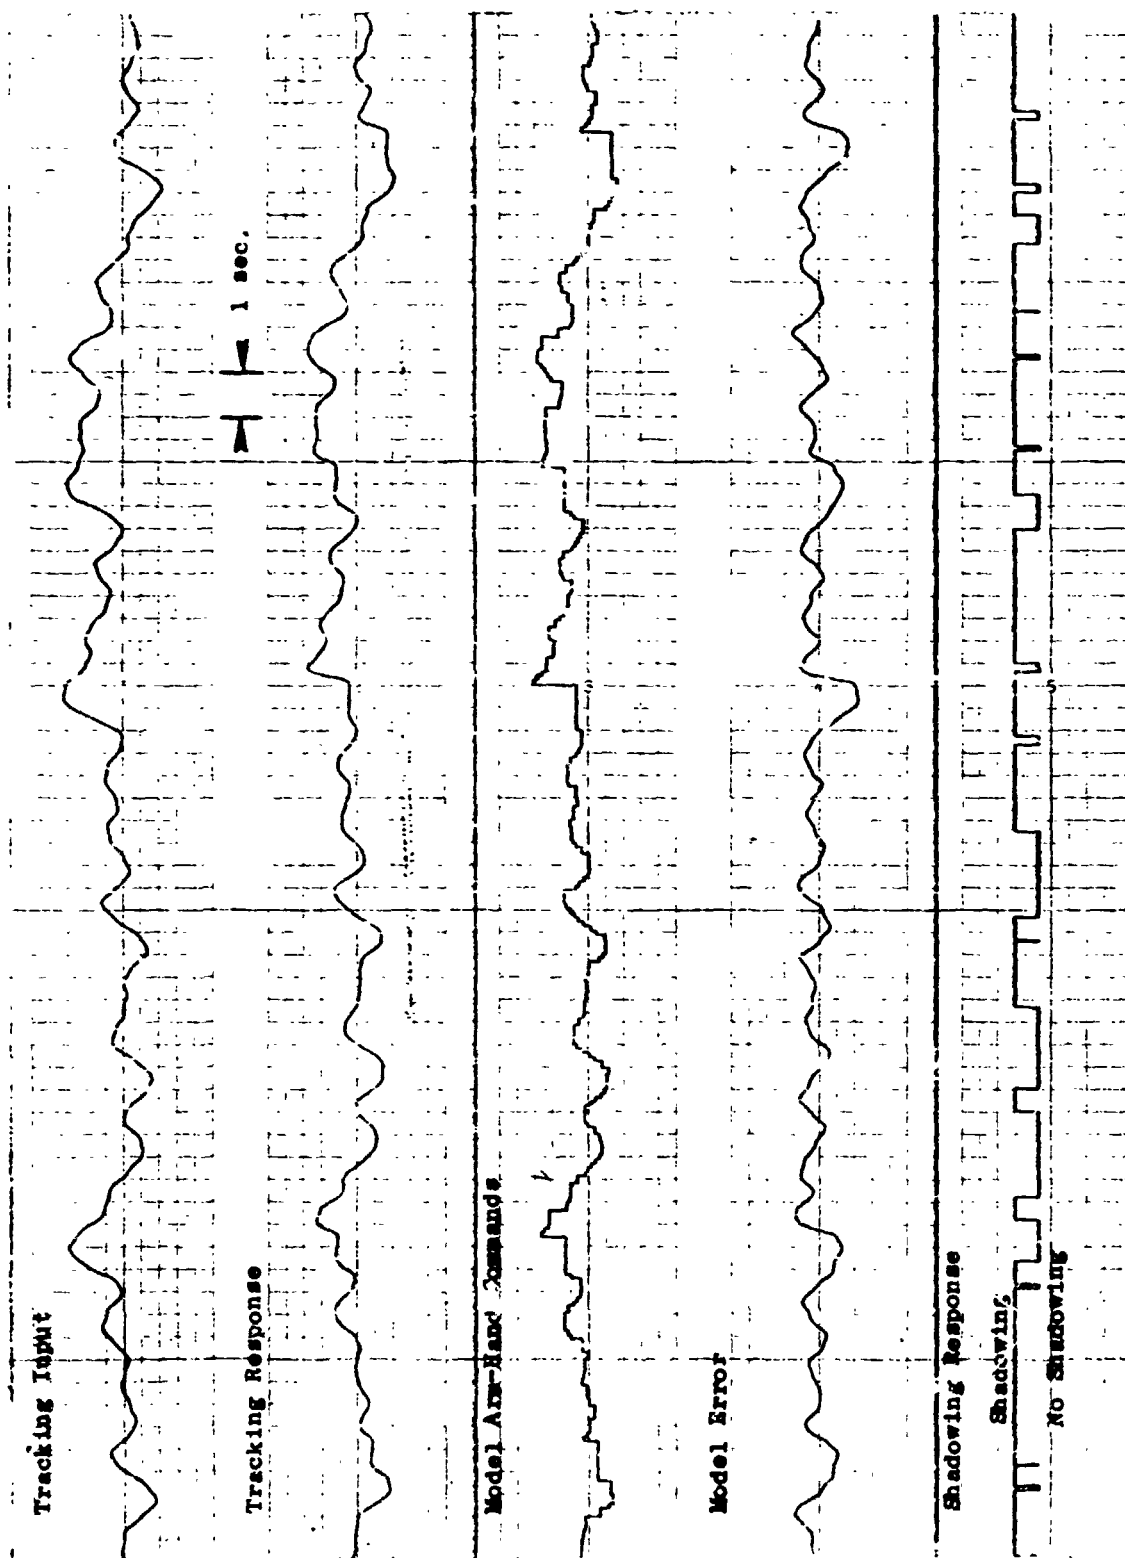 Tracking Input
1 sec.
Tracking Response
Model Arm-Hand Commands
Model Error
Shadowing Response
Shadowing
No Shadowing